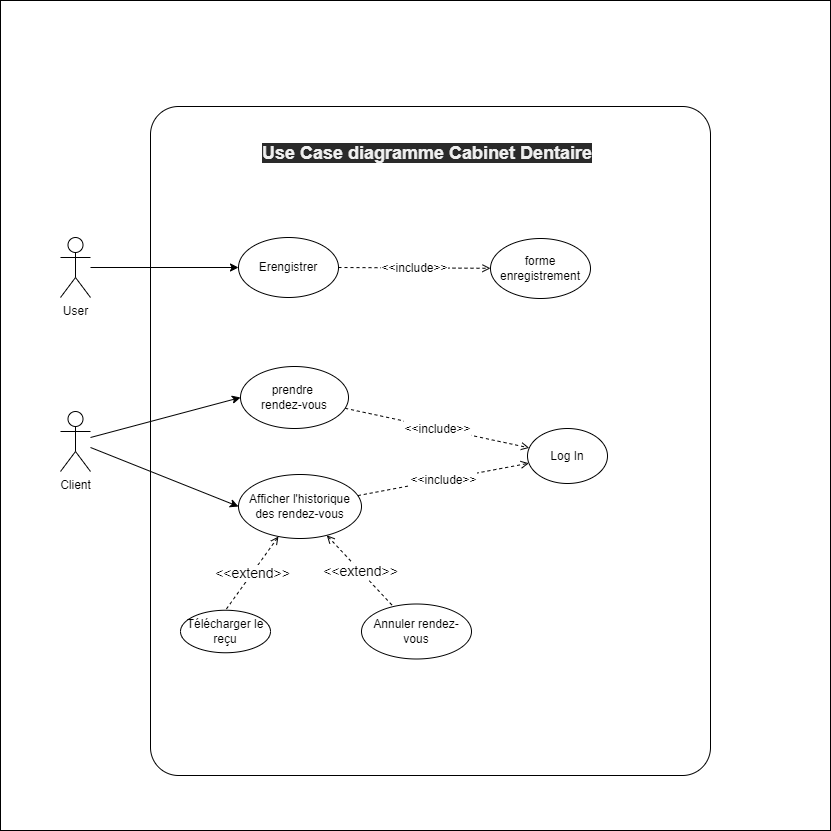 Use Case diagramme Cabinet Dentaire
Erengistrer
<<include>>
forme
enregistrement
User
prendre
rendez-vous
<<include>>
Log In
Client
<<include>>
Afficher l'historique
des rendez-vous
<<extend>>
<<extend>>
Télécharger le
reçu
Annuler rendez-
vous